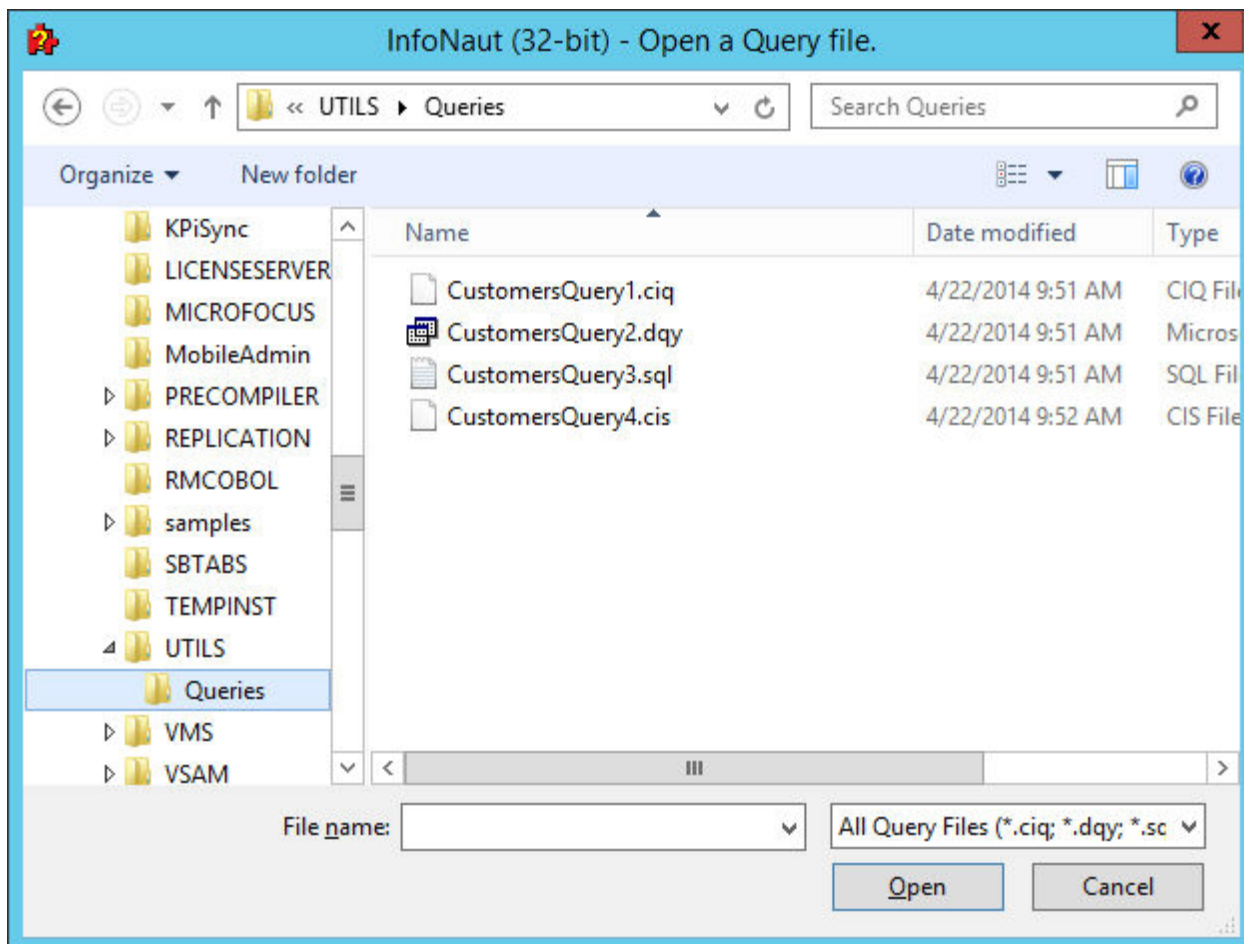 InfoNaut (32-bit) - Open a Query file.
x
« UTILS Queries
Search Queries
Organize
New folder
KPiSync
LICENSESERVER
MICROFOCUS
MobileAdmin
PRECOMPILER
REPLICATION
RMCOBOL
samples
SBTABS
TEMPINST
UTILS
Queries
VMS
VSAM
Name Date modified Type
CustomersQuery1.ciq 4/22/2014 9:51 AM CIQ Fil
CustomersQuery2.dqy 4/22/2014 9:51 AM Micros
CustomersQuery3.sql 4/22/2014 9:51 AM SQL Fil
CustomersQuery4.cis 4/22/2014 9:52 AM CIS File
File name:
All Query Files (*.ciq; *.dqy; *.sc
Open
Cancel